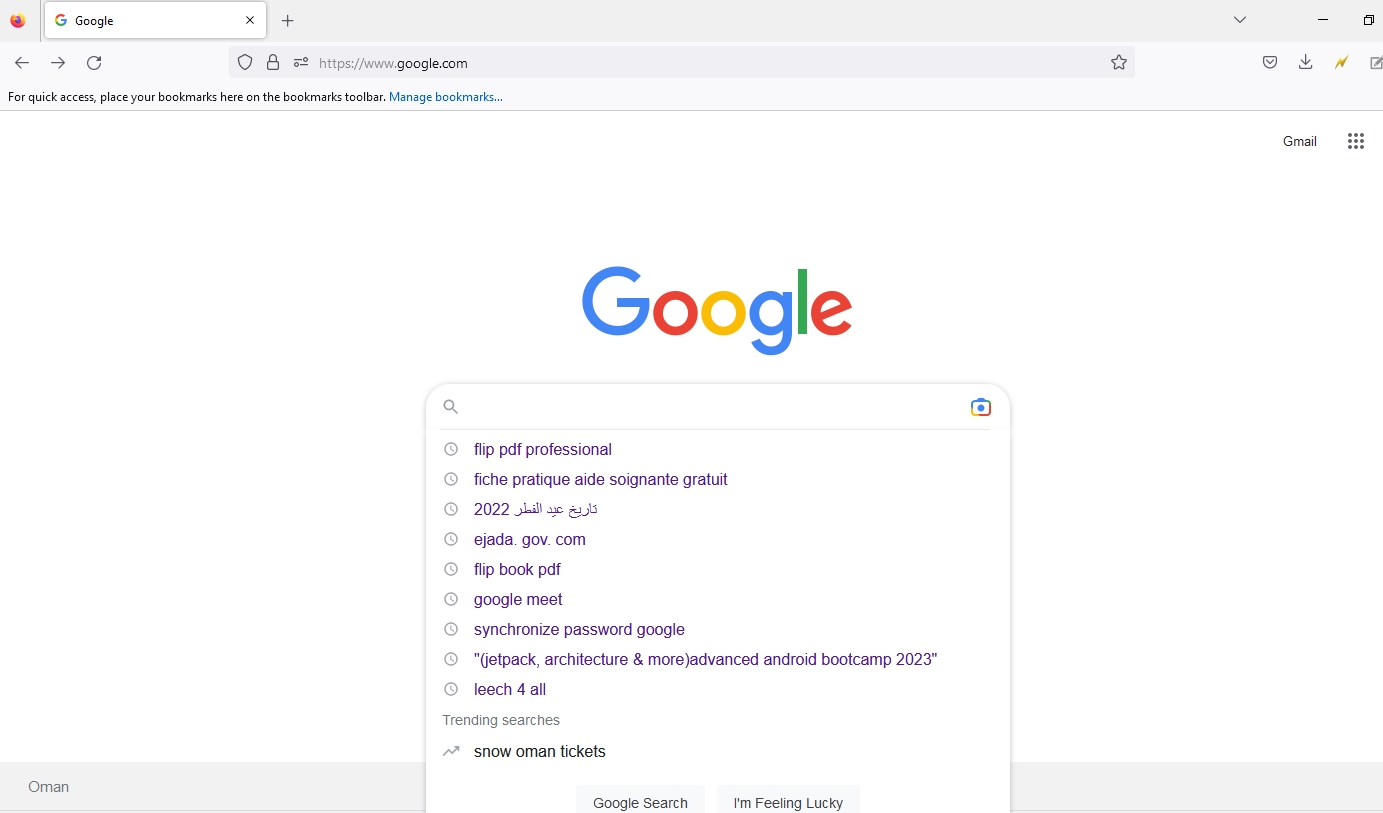 Google
https://www.google.com
For quick access, place your bookmarks here on the bookmarks toolbar. Manage bookmarks...
Gmail
Google
flip pdf professional
fiche pratique aide soignante gratuit
تاريخ عيد الفطر 2022
ejada. gov. com
flip book pdf
google meet
synchronize password google
"(jetpack, architecture & more)advanced android bootcamp 2023"
leech 4 all
Trending searches
snow oman tickets
Oman
Google Search I'm Feeling Lucky